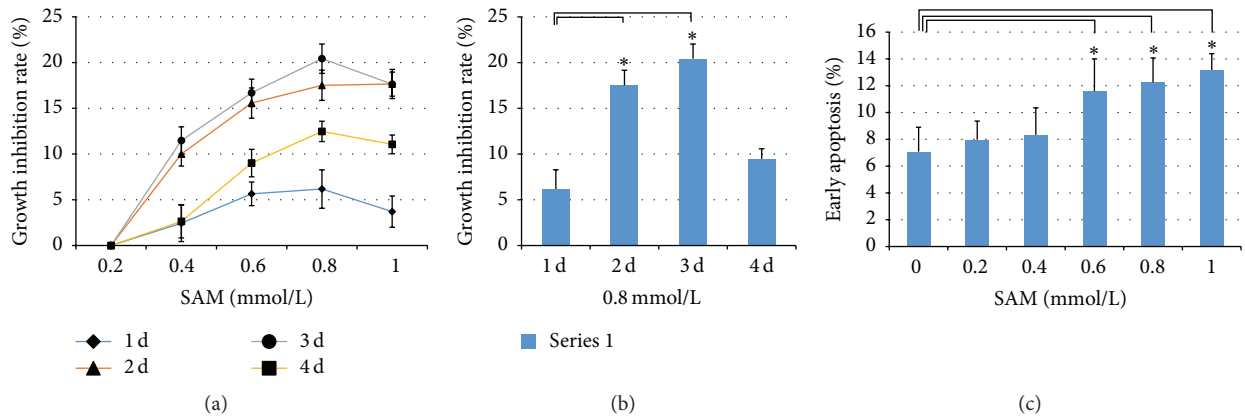 Growth inhibition rate (%)
25
20
15
10
5
0
0.2 0.4 0.6 0.8 1
SAM (mmol/L)
1 d
2 d
3 d
4 d
(a)
Growth inhibition rate (%)
25
20
15
10
5
0
* *
1 d 2 d 3 d 4 d
0.8 mmol/L
Series 1
(b)
Early apoptosis (%)
16
14
12
10
8
6
4
2
0
* * *
0 0.2 0.4 0.6 0.8 1
SAM (mmol/L)
(c)